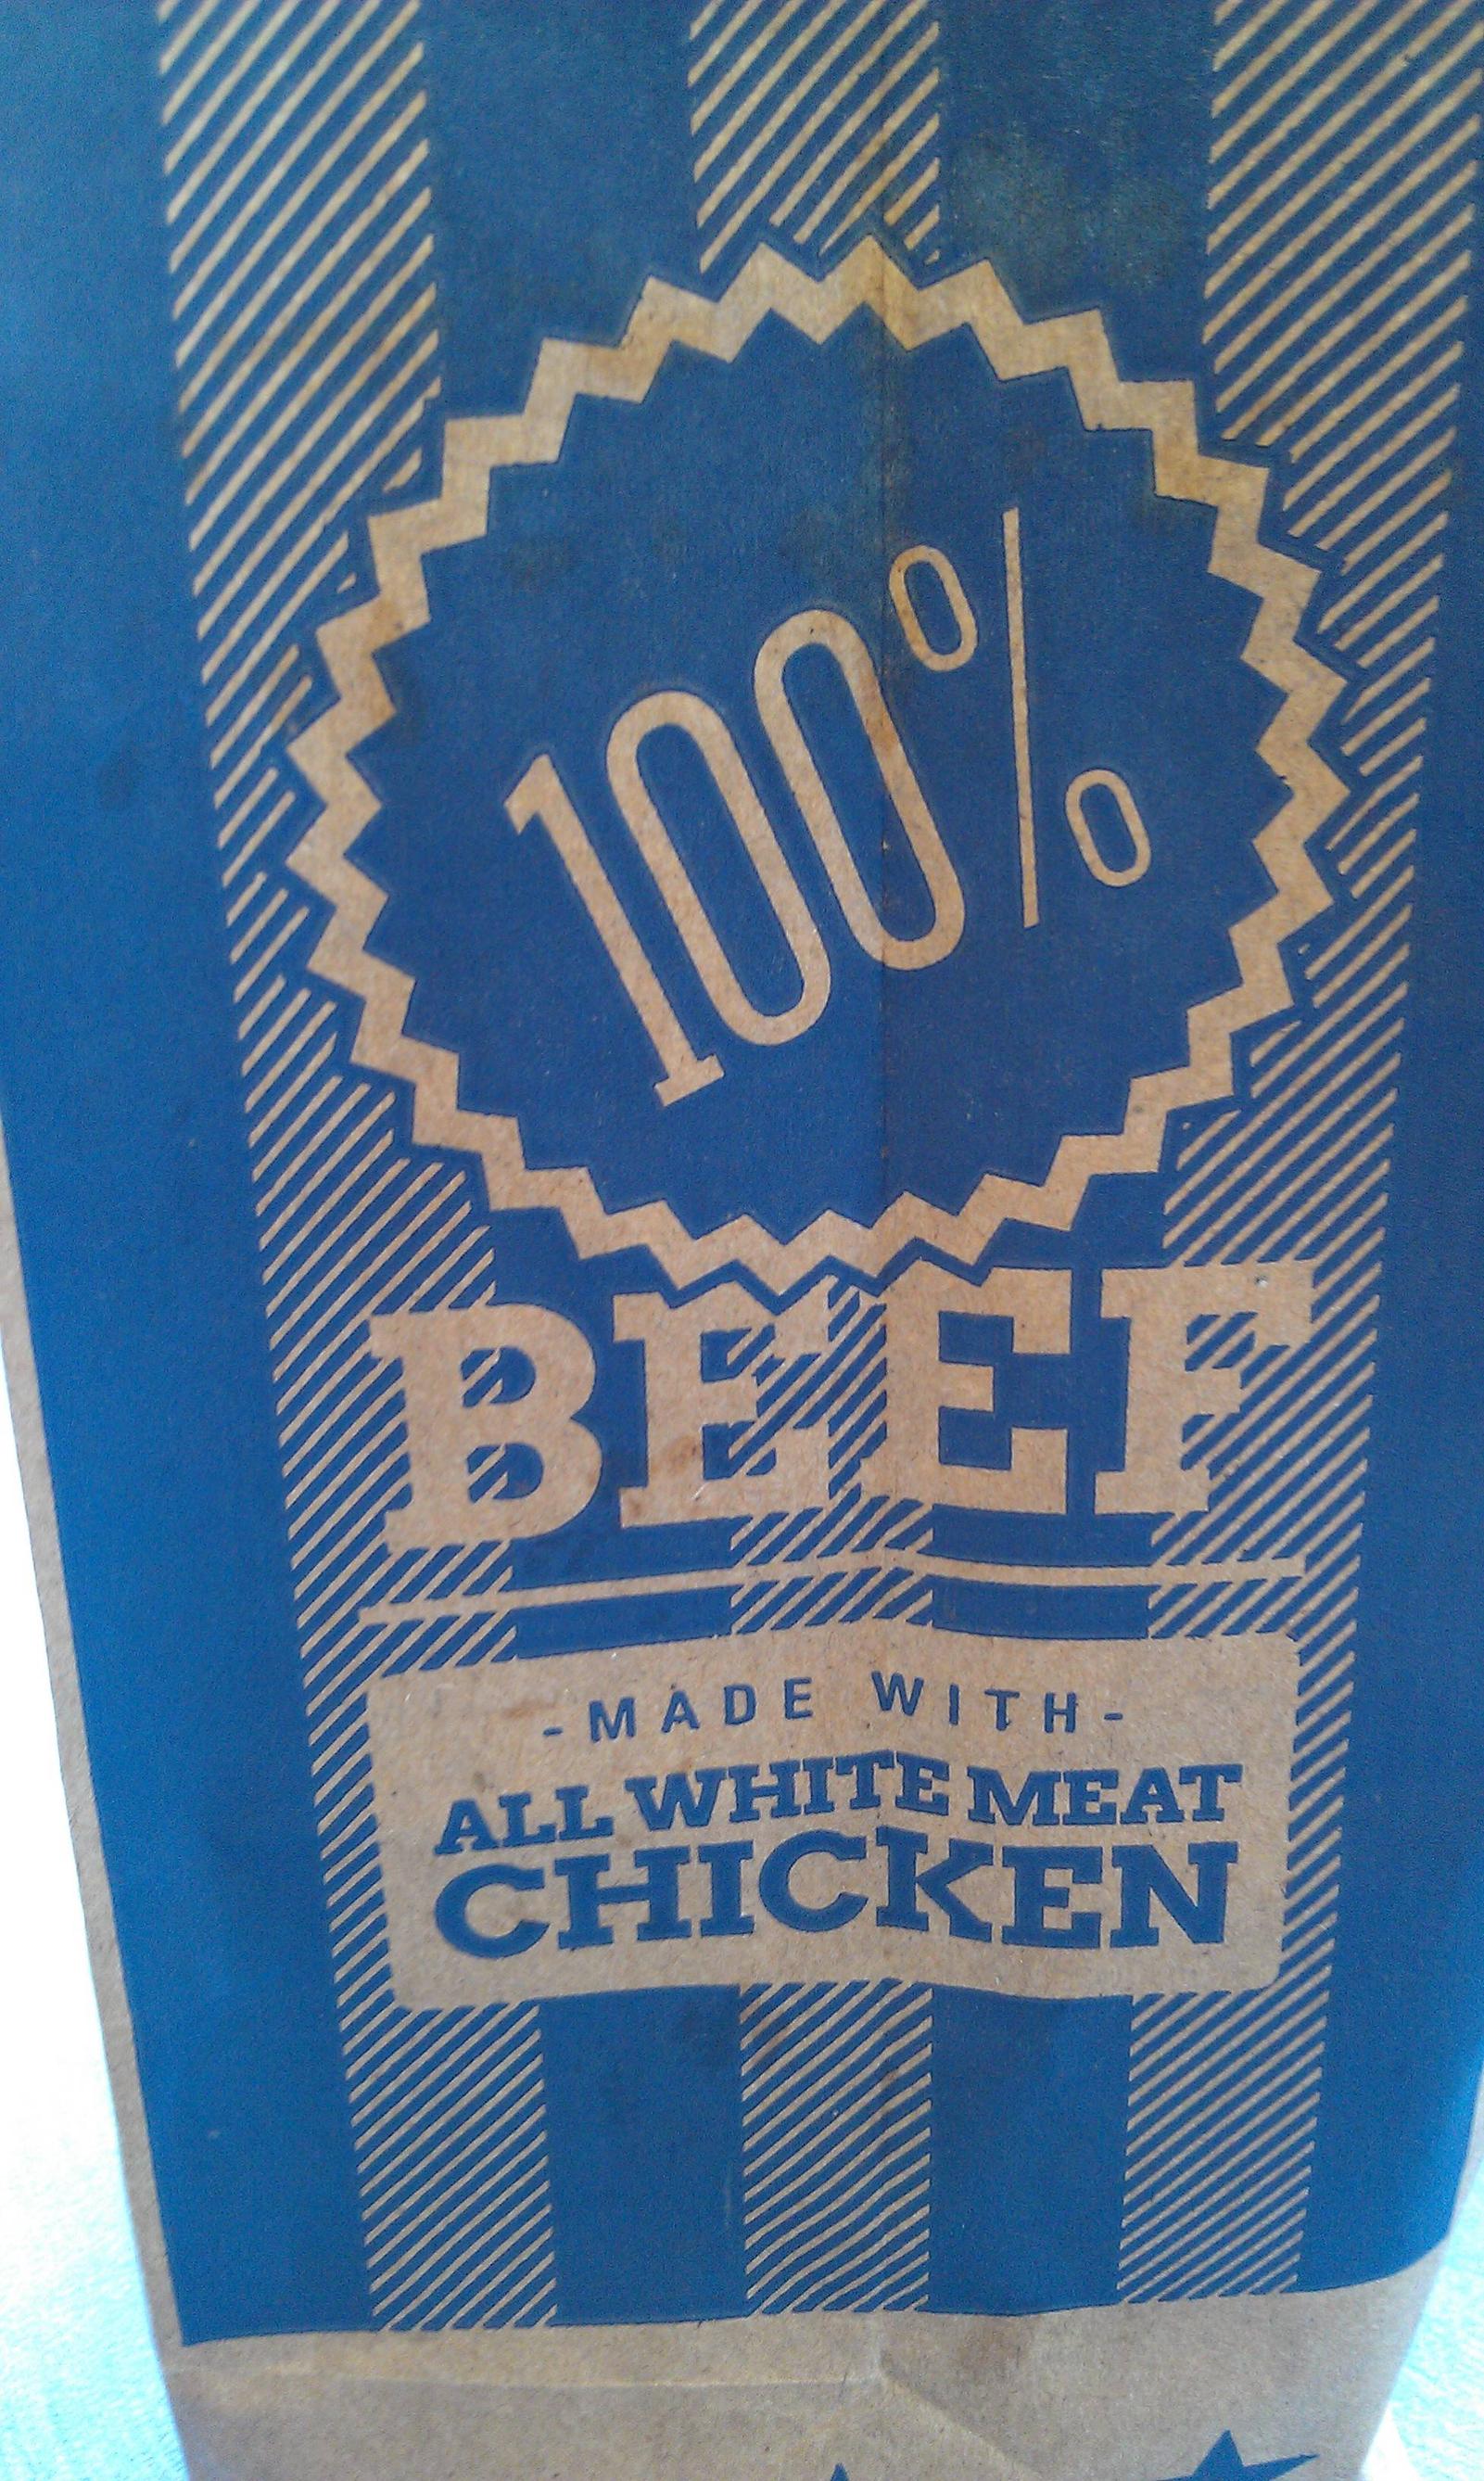 100%
BEEF
-MADE WITH-
ALL WHITE MEAT
CHICKEN